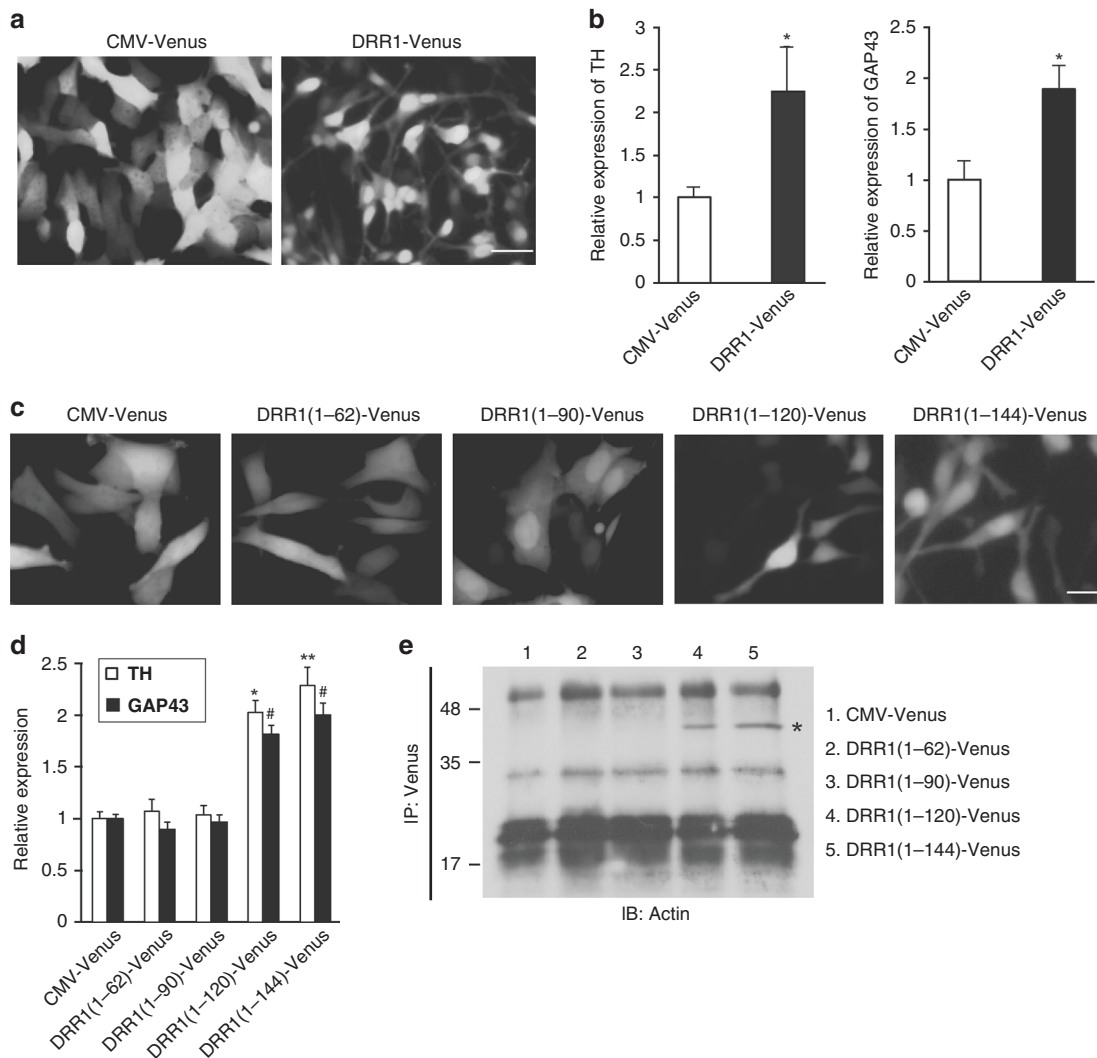 a
CMV-Venus
DRR1-Venus
b
Relative expression of TH
3
2.5
2
1.5
1
0.5
0
*
CMV-Venus
DRR1-Venus
Relative expression of GAP43
2.5
2
1.5
1
0.5
0
*
CMV-Venus
DRR1-Venus
c
CMV-Venus
DRR1(1–62)-Venus
DRR1(1–90)-Venus
DRR1(1–120)-Venus
DRR1(1–144)-Venus
d
Relative expression
2.5
2
1.5
1
0.5
0
TH
GAP43
*
#
**
#
CMV-Venus
DRR1(1–62)-Venus
DRR1(1–90)-Venus
DRR1(1–120)-Venus
DRR1(1–144)-Venus
e
1 2 3 4 5
IP: Venus
48
35
17
*
IB: Actin
1. CMV-Venus
2. DRR1(1–62)-Venus
3. DRR1(1–90)-Venus
4. DRR1(1–120)-Venus
5. DRR1(1–144)-Venus